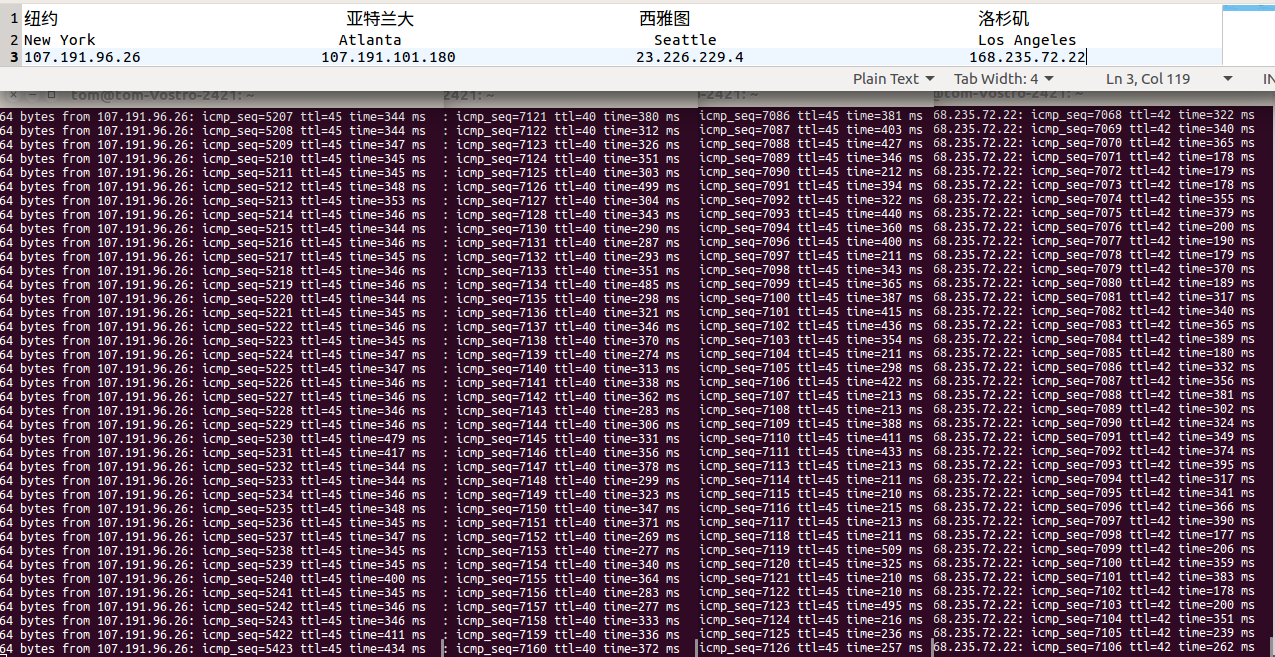 1 纽约 亚特兰大 西雅图 洛杉矶
2 New York Atlanta Seattle Los Angeles
3 107.191.96.26 107.191.101.180 23.226.229.4 168.235.72.22
Plain Text Tab Width: 4 Ln 3, Col 119 IN
tom@tom-Vostro-2421: ~
64 bytes from 107.191.96.26: icmp_seq=5207 ttl=45 time=344 ms
64 bytes from 107.191.96.26: icmp_seq=5208 ttl=45 time=344 ms
64 bytes from 107.191.96.26: icmp_seq=5209 ttl=45 time=347 ms
64 bytes from 107.191.96.26: icmp_seq=5210 ttl=45 time=345 ms
64 bytes from 107.191.96.26: icmp_seq=5211 ttl=45 time=345 ms
64 bytes from 107.191.96.26: icmp_seq=5212 ttl=45 time=348 ms
64 bytes from 107.191.96.26: icmp_seq=5213 ttl=45 time=353 ms
64 bytes from 107.191.96.26: icmp_seq=5214 ttl=45 time=346 ms
64 bytes from 107.191.96.26: icmp_seq=5215 ttl=45 time=344 ms
64 bytes from 107.191.96.26: icmp_seq=5216 ttl=45 time=346 ms
64 bytes from 107.191.96.26: icmp_seq=5217 ttl=45 time=345 ms
64 bytes from 107.191.96.26: icmp_seq=5218 ttl=45 time=346 ms
64 bytes from 107.191.96.26: icmp_seq=5219 ttl=45 time=346 ms
64 bytes from 107.191.96.26: icmp_seq=5220 ttl=45 time=344 ms
64 bytes from 107.191.96.26: icmp_seq=5221 ttl=45 time=345 ms
64 bytes from 107.191.96.26: icmp_seq=5222 ttl=45 time=346 ms
64 bytes from 107.191.96.26: icmp_seq=5223 ttl=45 time=345 ms
64 bytes from 107.191.96.26: icmp_seq=5224 ttl=45 time=347 ms
64 bytes from 107.191.96.26: icmp_seq=5225 ttl=45 time=347 ms
64 bytes from 107.191.96.26: icmp_seq=5226 ttl=45 time=346 ms
64 bytes from 107.191.96.26: icmp_seq=5227 ttl=45 time=346 ms
64 bytes from 107.191.96.26: icmp_seq=5228 ttl=45 time=346 ms
64 bytes from 107.191.96.26: icmp_seq=5229 ttl=45 time=346 ms
64 bytes from 107.191.96.26: icmp_seq=5230 ttl=45 time=479 ms
64 bytes from 107.191.96.26: icmp_seq=5231 ttl=45 time=417 ms
64 bytes from 107.191.96.26: icmp_seq=5232 ttl=45 time=344 ms
64 bytes from 107.191.96.26: icmp_seq=5233 ttl=45 time=344 ms
64 bytes from 107.191.96.26: icmp_seq=5234 ttl=45 time=346 ms
64 bytes from 107.191.96.26: icmp_seq=5235 ttl=45 time=348 ms
64 bytes from 107.191.96.26: icmp_seq=5236 ttl=45 time=345 ms
64 bytes from 107.191.96.26: icmp_seq=5237 ttl=45 time=347 ms
64 bytes from 107.191.96.26: icmp_seq=5238 ttl=45 time=345 ms
64 bytes from 107.191.96.26: icmp_seq=5239 ttl=45 time=345 ms
64 bytes from 107.191.96.26: icmp_seq=5240 ttl=45 time=400 ms
64 bytes from 107.191.96.26: icmp_seq=5241 ttl=45 time=345 ms
64 bytes from 107.191.96.26: icmp_seq=5242 ttl=45 time=346 ms
64 bytes from 107.191.96.26: icmp_seq=5243 ttl=45 time=346 ms
64 bytes from 107.191.96.26: icmp_seq=5422 ttl=45 time=411 ms
64 bytes from 107.191.96.26: icmp_seq=5423 ttl=45 time=434 ms
2421: ~
: icmp_seq=7121 ttl=40 time=380 ms
: icmp_seq=7122 ttl=40 time=312 ms
: icmp_seq=7123 ttl=40 time=326 ms
: icmp_seq=7124 ttl=40 time=351 ms
: icmp_seq=7125 ttl=40 time=303 ms
: icmp_seq=7126 ttl=40 time=499 ms
: icmp_seq=7127 ttl=40 time=304 ms
: icmp_seq=7128 ttl=40 time=343 ms
: icmp_seq=7130 ttl=40 time=290 ms
: icmp_seq=7131 ttl=40 time=287 ms
: icmp_seq=7132 ttl=40 time=293 ms
: icmp_seq=7133 ttl=40 time=351 ms
: icmp_seq=7134 ttl=40 time=485 ms
: icmp_seq=7135 ttl=40 time=298 ms
: icmp_seq=7136 ttl=40 time=321 ms
: icmp_seq=7137 ttl=40 time=346 ms
: icmp_seq=7138 ttl=40 time=370 ms
: icmp_seq=7139 ttl=40 time=274 ms
: icmp_seq=7140 ttl=40 time=313 ms
: icmp_seq=7141 ttl=40 time=338 ms
: icmp_seq=7142 ttl=40 time=362 ms
: icmp_seq=7143 ttl=40 time=283 ms
: icmp_seq=7144 ttl=40 time=306 ms
: icmp_seq=7145 ttl=40 time=331 ms
: icmp_seq=7146 ttl=40 time=356 ms
: icmp_seq=7147 ttl=40 time=378 ms
: icmp_seq=7148 ttl=40 time=299 ms
: icmp_seq=7149 ttl=40 time=323 ms
: icmp_seq=7150 ttl=40 time=347 ms
: icmp_seq=7151 ttl=40 time=371 ms
: icmp_seq=7152 ttl=40 time=269 ms
: icmp_seq=7153 ttl=40 time=277 ms
: icmp_seq=7154 ttl=40 time=340 ms
: icmp_seq=7155 ttl=40 time=364 ms
: icmp_seq=7156 ttl=40 time=283 ms
: icmp_seq=7157 ttl=40 time=277 ms
: icmp_seq=7158 ttl=40 time=333 ms
: icmp_seq=7159 ttl=40 time=336 ms
: icmp_seq=7160 ttl=40 time=372 ms
-2421: ~
icmp_seq=7086 ttl=45 time=381 ms
icmp_seq=7087 ttl=45 time=403 ms
icmp_seq=7088 ttl=45 time=427 ms
icmp_seq=7089 ttl=45 time=346 ms
icmp_seq=7090 ttl=45 time=212 ms
icmp_seq=7091 ttl=45 time=394 ms
icmp_seq=7092 ttl=45 time=322 ms
icmp_seq=7093 ttl=45 time=440 ms
icmp_seq=7094 ttl=45 time=360 ms
icmp_seq=7096 ttl=45 time=400 ms
icmp_seq=7097 ttl=45 time=211 ms
icmp_seq=7098 ttl=45 time=343 ms
icmp_seq=7099 ttl=45 time=365 ms
icmp_seq=7100 ttl=45 time=387 ms
icmp_seq=7101 ttl=45 time=415 ms
icmp_seq=7102 ttl=45 time=436 ms
icmp_seq=7103 ttl=45 time=354 ms
icmp_seq=7104 ttl=45 time=211 ms
icmp_seq=7105 ttl=45 time=298 ms
icmp_seq=7106 ttl=45 time=422 ms
icmp_seq=7107 ttl=45 time=213 ms
icmp_seq=7108 ttl=45 time=213 ms
icmp_seq=7109 ttl=45 time=388 ms
icmp_seq=7110 ttl=45 time=411 ms
icmp_seq=7111 ttl=45 time=433 ms
icmp_seq=7113 ttl=45 time=213 ms
icmp_seq=7114 ttl=45 time=211 ms
icmp_seq=7115 ttl=45 time=210 ms
icmp_seq=7116 ttl=45 time=215 ms
icmp_seq=7117 ttl=45 time=213 ms
icmp_seq=7118 ttl=45 time=211 ms
icmp_seq=7119 ttl=45 time=509 ms
icmp_seq=7120 ttl=45 time=325 ms
icmp_seq=7121 ttl=45 time=210 ms
icmp_seq=7122 ttl=45 time=210 ms
icmp_seq=7123 ttl=45 time=495 ms
icmp_seq=7124 ttl=45 time=216 ms
icmp_seq=7125 ttl=45 time=236 ms
icmp_seq=7126 ttl=45 time=257 ms
@tom-Vostro-2421: ~
68.235.72.22: icmp_seq=7068 ttl=42 time=322 ms
68.235.72.22: icmp_seq=7069 ttl=42 time=340 ms
68.235.72.22: icmp_seq=7070 ttl=42 time=365 ms
68.235.72.22: icmp_seq=7071 ttl=42 time=178 ms
68.235.72.22: icmp_seq=7072 ttl=42 time=179 ms
68.235.72.22: icmp_seq=7073 ttl=42 time=178 ms
68.235.72.22: icmp_seq=7074 ttl=42 time=355 ms
68.235.72.22: icmp_seq=7075 ttl=42 time=379 ms
68.235.72.22: icmp_seq=7076 ttl=42 time=200 ms
68.235.72.22: icmp_seq=7077 ttl=42 time=190 ms
68.235.72.22: icmp_seq=7078 ttl=42 time=179 ms
68.235.72.22: icmp_seq=7079 ttl=42 time=370 ms
68.235.72.22: icmp_seq=7080 ttl=42 time=189 ms
68.235.72.22: icmp_seq=7081 ttl=42 time=317 ms
68.235.72.22: icmp_seq=7082 ttl=42 time=340 ms
68.235.72.22: icmp_seq=7083 ttl=42 time=365 ms
68.235.72.22: icmp_seq=7084 ttl=42 time=389 ms
68.235.72.22: icmp_seq=7085 ttl=42 time=180 ms
68.235.72.22: icmp_seq=7086 ttl=42 time=332 ms
68.235.72.22: icmp_seq=7087 ttl=42 time=356 ms
68.235.72.22: icmp_seq=7088 ttl=42 time=381 ms
68.235.72.22: icmp_seq=7089 ttl=42 time=302 ms
68.235.72.22: icmp_seq=7090 ttl=42 time=324 ms
68.235.72.22: icmp_seq=7091 ttl=42 time=349 ms
68.235.72.22: icmp_seq=7092 ttl=42 time=374 ms
68.235.72.22: icmp_seq=7093 ttl=42 time=395 ms
68.235.72.22: icmp_seq=7094 ttl=42 time=317 ms
68.235.72.22: icmp_seq=7095 ttl=42 time=341 ms
68.235.72.22: icmp_seq=7096 ttl=42 time=366 ms
68.235.72.22: icmp_seq=7097 ttl=42 time=390 ms
68.235.72.22: icmp_seq=7098 ttl=42 time=177 ms
68.235.72.22: icmp_seq=7099 ttl=42 time=206 ms
68.235.72.22: icmp_seq=7100 ttl=42 time=359 ms
68.235.72.22: icmp_seq=7101 ttl=42 time=383 ms
68.235.72.22: icmp_seq=7102 ttl=42 time=178 ms
68.235.72.22: icmp_seq=7103 ttl=42 time=200 ms
68.235.72.22: icmp_seq=7104 ttl=42 time=351 ms
68.235.72.22: icmp_seq=7105 ttl=42 time=239 ms
68.235.72.22: icmp_seq=7106 ttl=42 time=262 ms